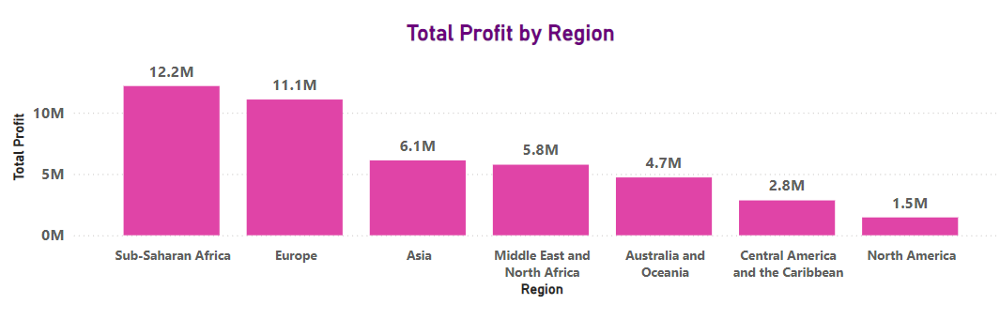 Total Profit by Region
Total Profit
10M
5M
0M
12.2M
11.1M
6.1M
5.8M
4.7M
2.8M
1.5M
Sub-Saharan Africa
Europe
Asia
Middle East and
North Africa
Australia and
Oceania
Central America
and the Caribbean
North America
Region